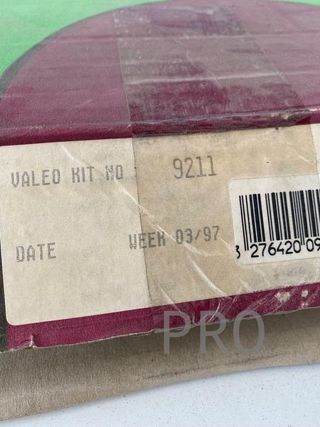 VALEO KIT NO : 9211
DATE WEEK 03/97
3 276420 09
PRO